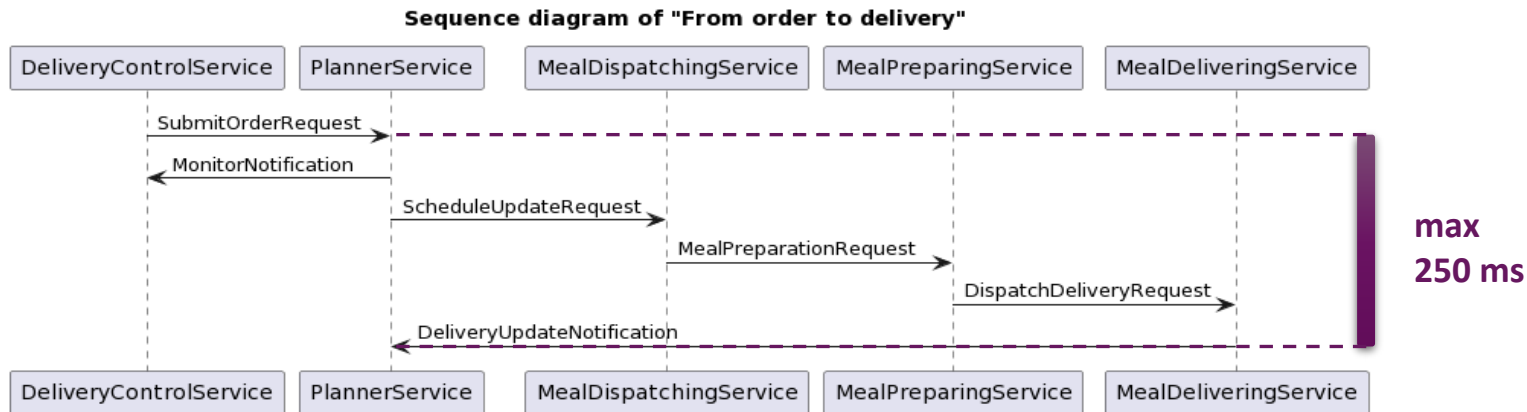 Sequence diagram of "From order to delivery"
DeliveryControlService PlannerService MealDispatchingService MealPreparingService MealDeliveringService
SubmitOrderRequest
MonitorNotification
ScheduleUpdateRequest
MealPreparationRequest
DispatchDeliveryRequest
DeliveryUpdateNotification
max
250 ms
DeliveryControlService PlannerService MealDispatchingService MealPreparingService MealDeliveringService